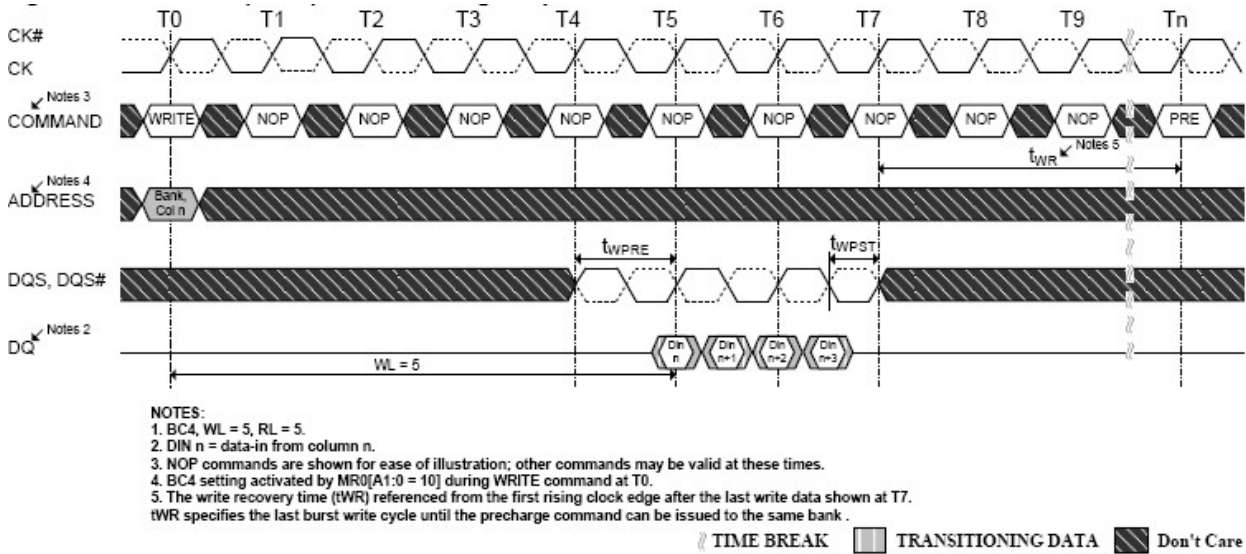 T0 T1 T2 T3 T4 T5 T6 T7 T8 T9 Tn
CK#
CK
Notes 3
COMMAND WRITE NOP NOP NOP NOP NOP NOP NOP NOP NOP PRE
tWR Notes 5
Notes 4
ADDRESS Bank, Col n
tWPRE tWPST
DQS, DQS#
Notes 2
DQ Din n Din n+1 Din n+2 Din n+3
WL = 5
NOTES:
1. BC4, WL = 5, RL = 5.
2. DIN n = data-in from column n.
3. NOP commands are shown for ease of illustration; other commands may be valid at these times.
4. BC4 setting activated by MR0[A1:0 = 10] during WRITE command at T0.
5. The write recovery time (tWR) referenced from the first rising clock edge after the last write data shown at T7.
tWR specifies the last burst write cycle until the precharge command can be issued to the same bank .
TIME BREAK TRANSITIONING DATA Don't Care